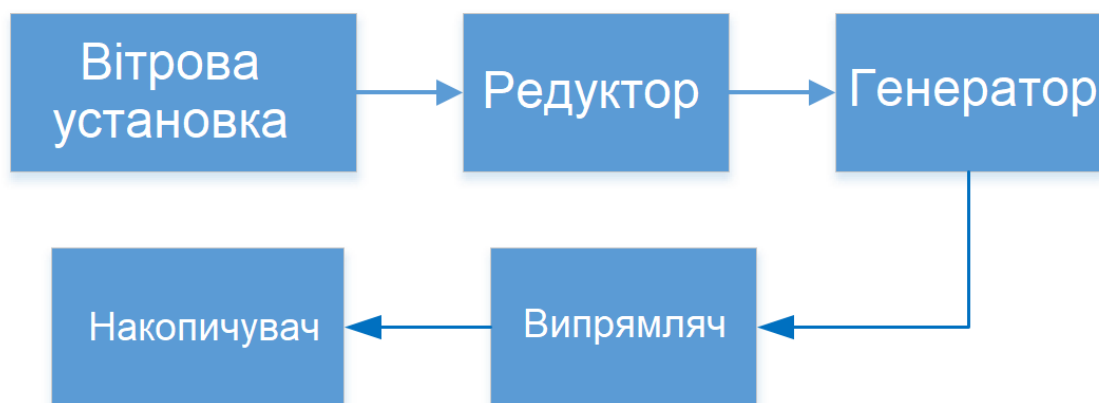 Вітрова
установка
Редуктор
Генератор
Накопичувач
Випрямляч